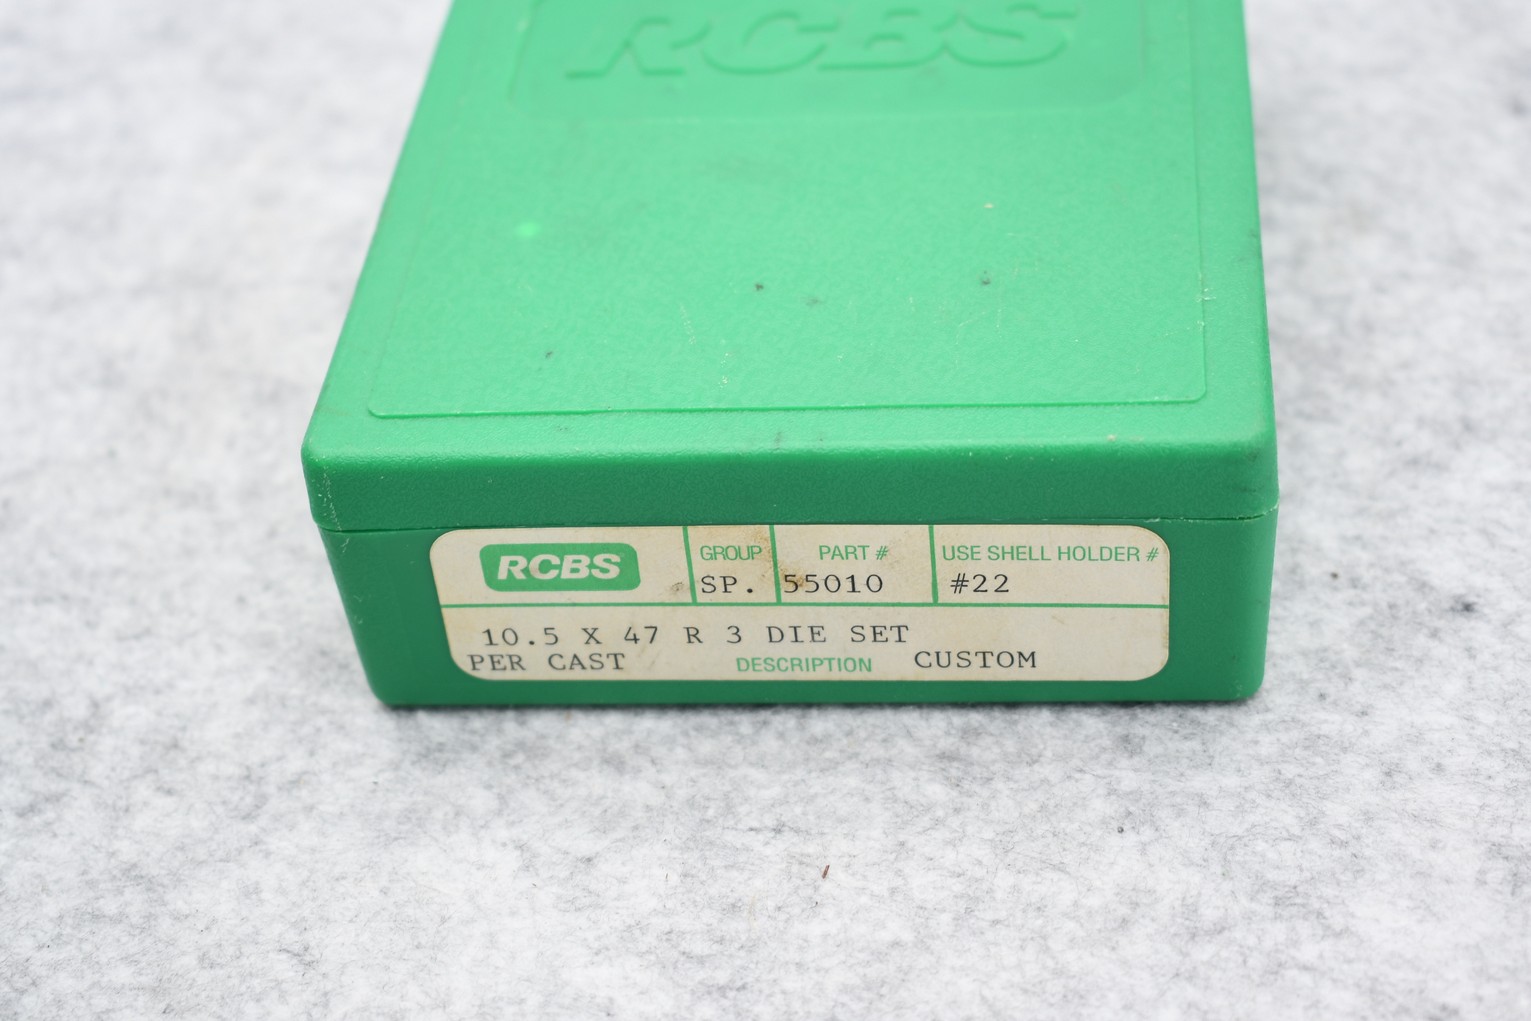 RCBS
RCBS
GROUP PART # USE SHELL HOLDER #
SP. 55010 #22
10.5 X 47 R 3 DIE SET
PER CAST DESCRIPTION CUSTOM